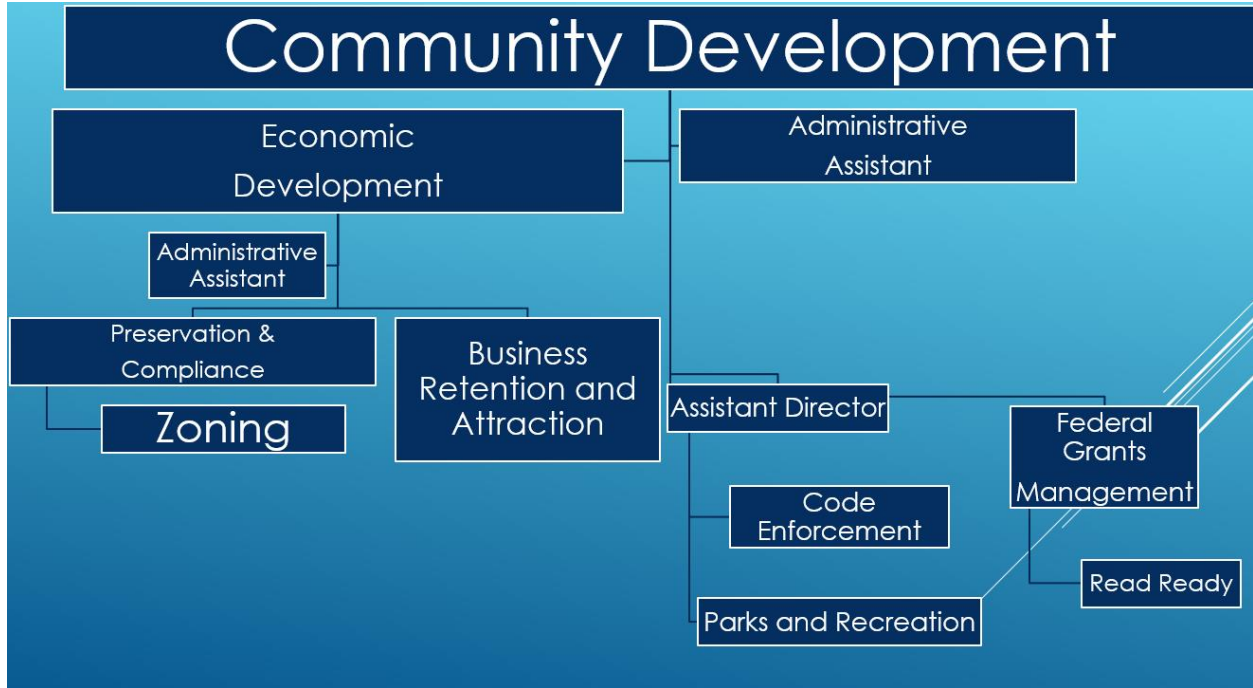 Community Development
Economic
Development
Administrative
Assistant
Administrative
Assistant
Preservation &
Compliance
Zoning
Business
Retention and
Attraction
Assistant Director
Code
Enforcement
Parks and Recreation
Federal
Grants
Management
Read Ready